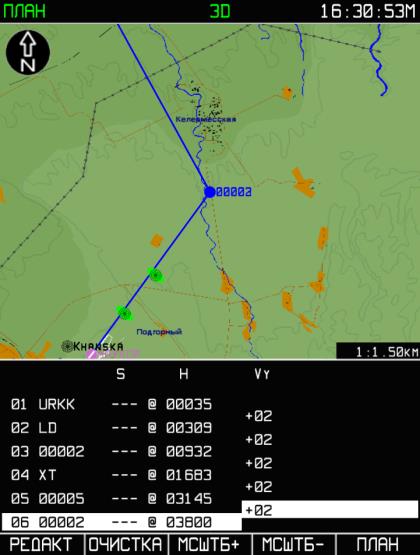 ПЛАН 3D 16:30:53М
N
Келермесская
00002
Подгорный
KHANSKA
1:1.50км
S H Vy
01 URKK --- @ 00035
+02
02 LD --- @ 00309
+02
03 00002 --- @ 00932
+02
04 XT --- @ 01683
+02
05 00005 --- @ 03145
+02
06 00002 --- @ 03800
РЕДАКТ ОЧИСТКА МСШТБ+ МСШТБ- ПЛАН